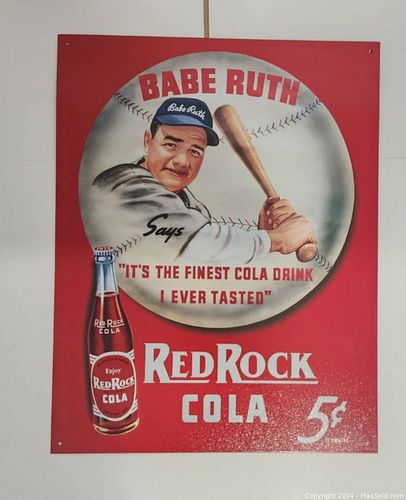 BABE RUTH
Babe Ruth
Says
"IT'S THE FINEST COLA DRINK
I EVER TASTED"
RED ROCK
COLA
Enjoy
RED ROCK
COLA
RED ROCK
COLA
5¢
Copyright 2024 - MaxSold.com